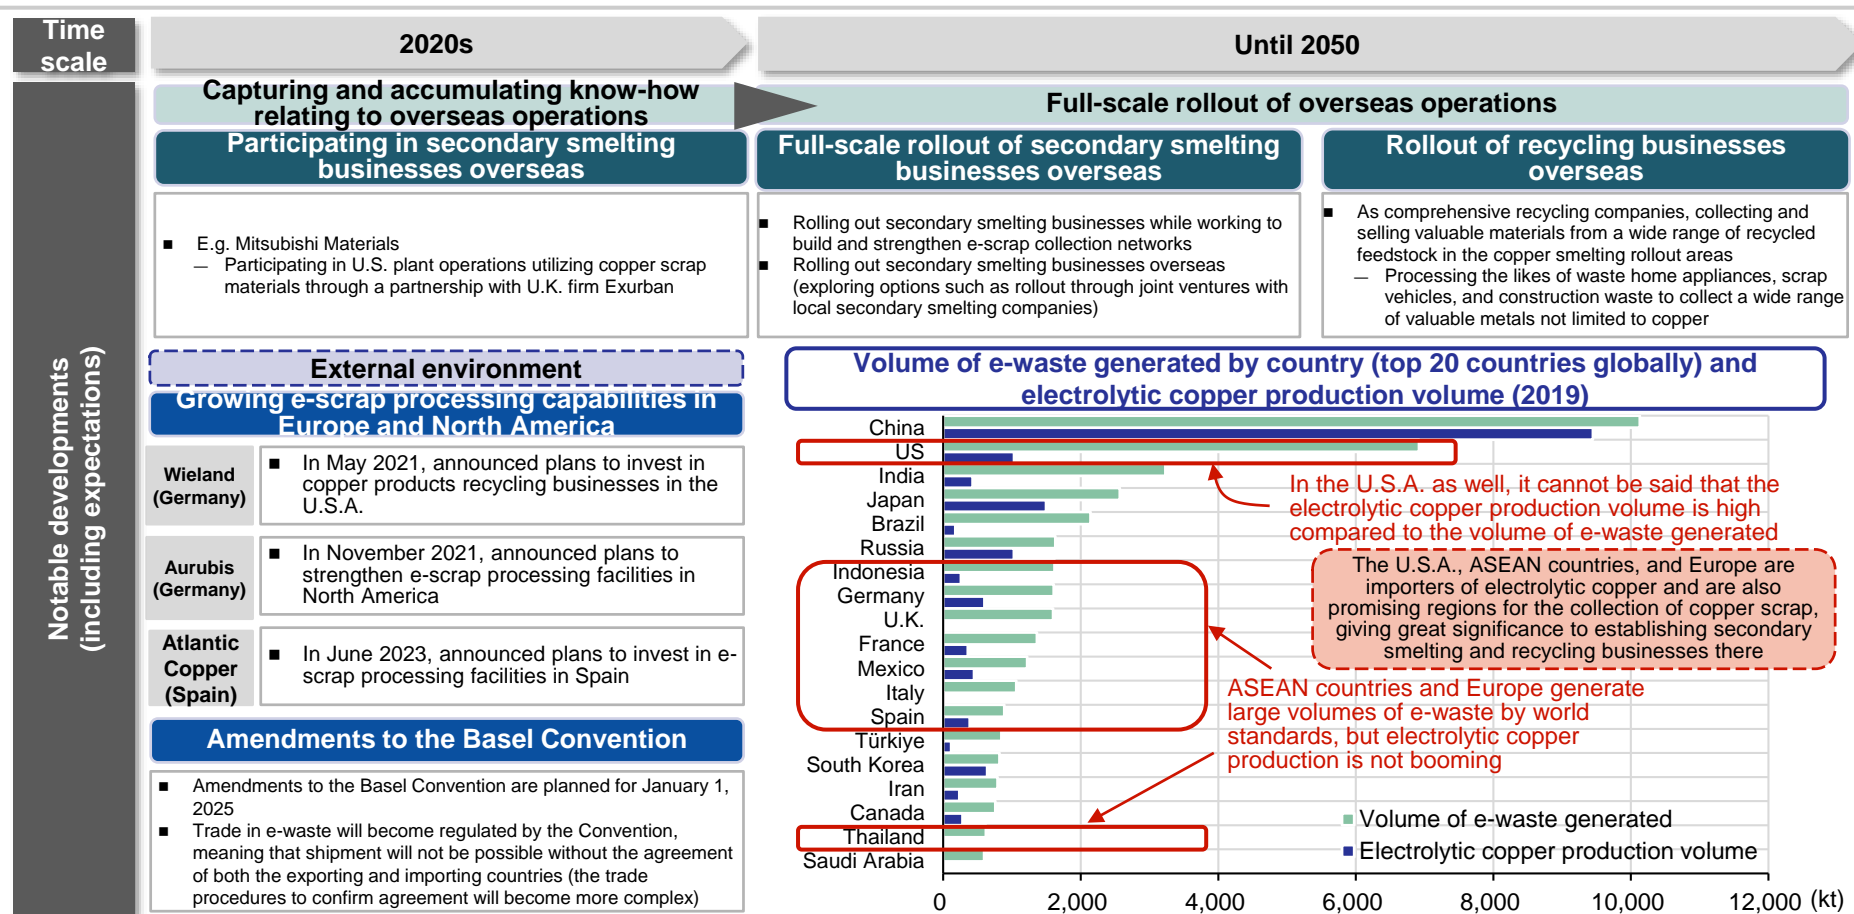 Time
scale
2020s
Until 2050
Notable developments
(including expectations)
Capturing and accumulating know-how
relating to overseas operations
Full-scale rollout of overseas operations
Participating in secondary smelting
businesses overseas
Full-scale rollout of secondary smelting
businesses overseas
Rollout of recycling businesses
overseas
■ E.g. Mitsubishi Materials
― Participating in U.S. plant operations utilizing copper scrap
materials through a partnership with U.K. firm Exurban
■ Rolling out secondary smelting businesses while working to
build and strengthen e-scrap collection networks
■ Rolling out secondary smelting businesses overseas
(exploring options such as rollout through joint ventures with
local secondary smelting companies)
■ As comprehensive recycling companies, collecting and
selling valuable materials from a wide range of recycled
feedstock in the copper smelting rollout areas
― Processing the likes of waste home appliances, scrap
vehicles, and construction waste to collect a wide range
of valuable metals not limited to copper
External environment
Growing e-scrap processing capabilities in
Europe and North America
Wieland
(Germany)
■ In May 2021, announced plans to invest in
copper products recycling businesses in the
U.S.A.
Aurubis
(Germany)
■ In November 2021, announced plans to
strengthen e-scrap processing facilities in
North America
Atlantic
Copper
(Spain)
■ In June 2023, announced plans to invest in e-
scrap processing facilities in Spain
Amendments to the Basel Convention
■ Amendments to the Basel Convention are planned for January 1,
2025
■ Trade in e-waste will become regulated by the Convention,
meaning that shipment will not be possible without the agreement
of both the exporting and importing countries (the trade
procedures to confirm agreement will become more complex)
Volume of e-waste generated by country (top 20 countries globally) and
electrolytic copper production volume (2019)
China
US
India
Japan
Brazil
Russia
Indonesia
Germany
U.K.
France
Mexico
Italy
Spain
Türkiye
South Korea
Iran
Canada
Thailand
Saudi Arabia
In the U.S.A. as well, it cannot be said that the
electrolytic copper production volume is high
compared to the volume of e-waste generated
The U.S.A., ASEAN countries, and Europe are
importers of electrolytic copper and are also
promising regions for the collection of copper scrap,
giving great significance to establishing secondary
smelting and recycling businesses there
ASEAN countries and Europe generate
large volumes of e-waste by world
standards, but electrolytic copper
production is not booming
Volume of e-waste generated
Electrolytic copper production volume
0 2,000 4,000 6,000 8,000 10,000 12,000 (kt)